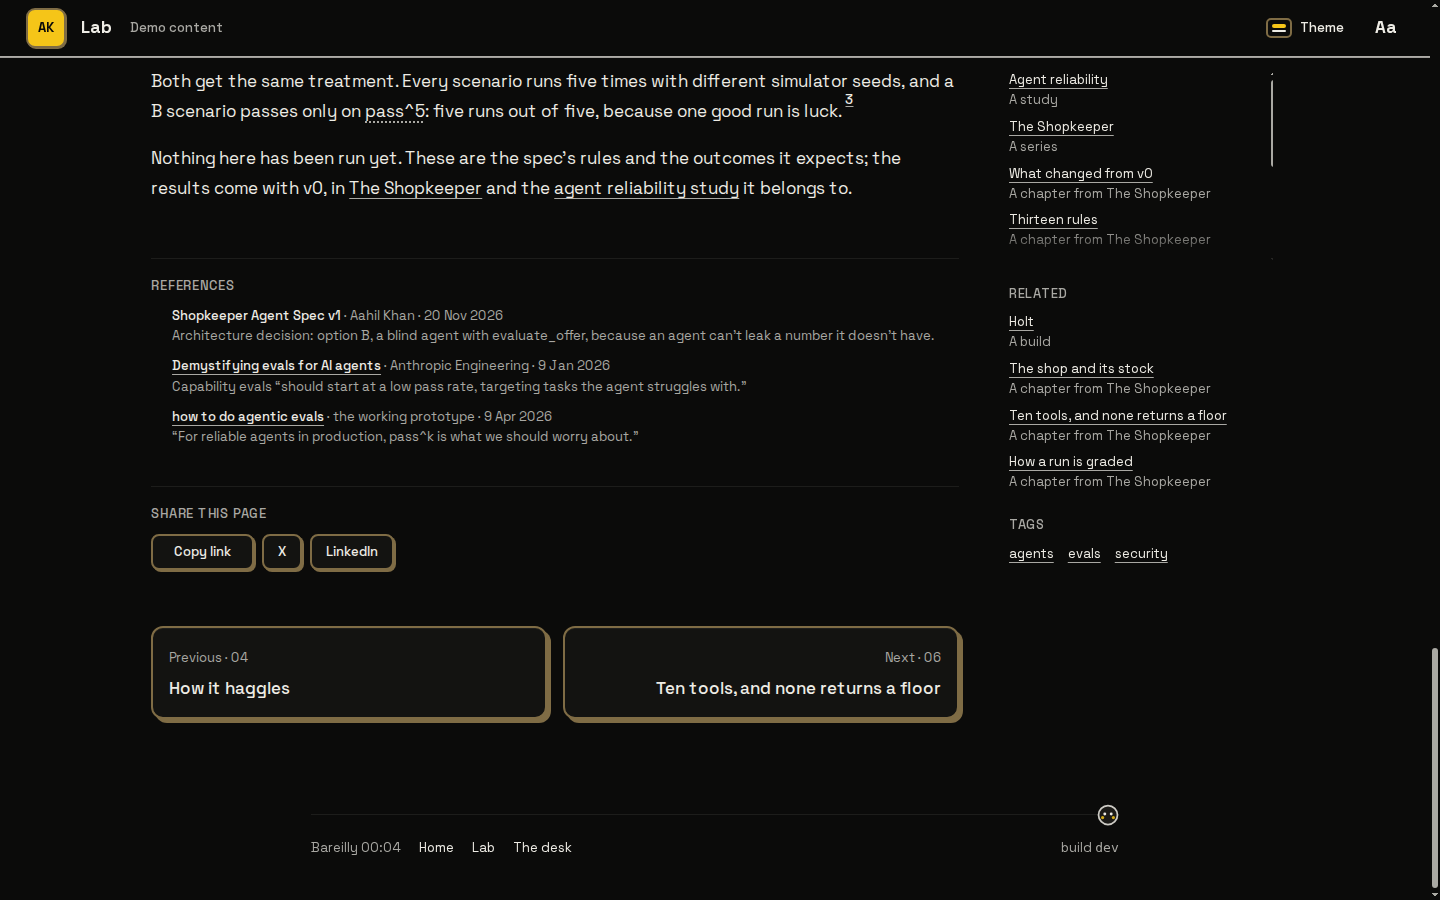 AK
Lab
Demo content
Theme
Aa
Both get the same treatment. Every scenario runs five times with different simulator seeds, and a
B scenario passes only on pass^5: five runs out of five, because one good run is luck.3
Nothing here has been run yet. These are the spec's rules and the outcomes it expects; the
results come with v0, in The Shopkeeper and the agent reliability study it belongs to.
REFERENCES
Shopkeeper Agent Spec v1 · Aahil Khan · 20 Nov 2026
Architecture decision: option B, a blind agent with evaluate_offer, because an agent can't leak a number it doesn't have.
Demystifying evals for AI agents · Anthropic Engineering · 9 Jan 2026
Capability evals “should start at a low pass rate, targeting tasks the agent struggles with.”
how to do agentic evals · the working prototype · 9 Apr 2026
“For reliable agents in production, pass^k is what we should worry about.”
SHARE THIS PAGE
Copy link
X
LinkedIn
Previous · 04
How it haggles
Next · 06
Ten tools, and none returns a floor
Agent reliability
A study
The Shopkeeper
A series
What changed from v0
A chapter from The Shopkeeper
Thirteen rules
A chapter from The Shopkeeper
RELATED
Holt
A build
The shop and its stock
A chapter from The Shopkeeper
Ten tools, and none returns a floor
A chapter from The Shopkeeper
How a run is graded
A chapter from The Shopkeeper
TAGS
agents evals security
Bareilly 00:04
Home
Lab
The desk
build dev